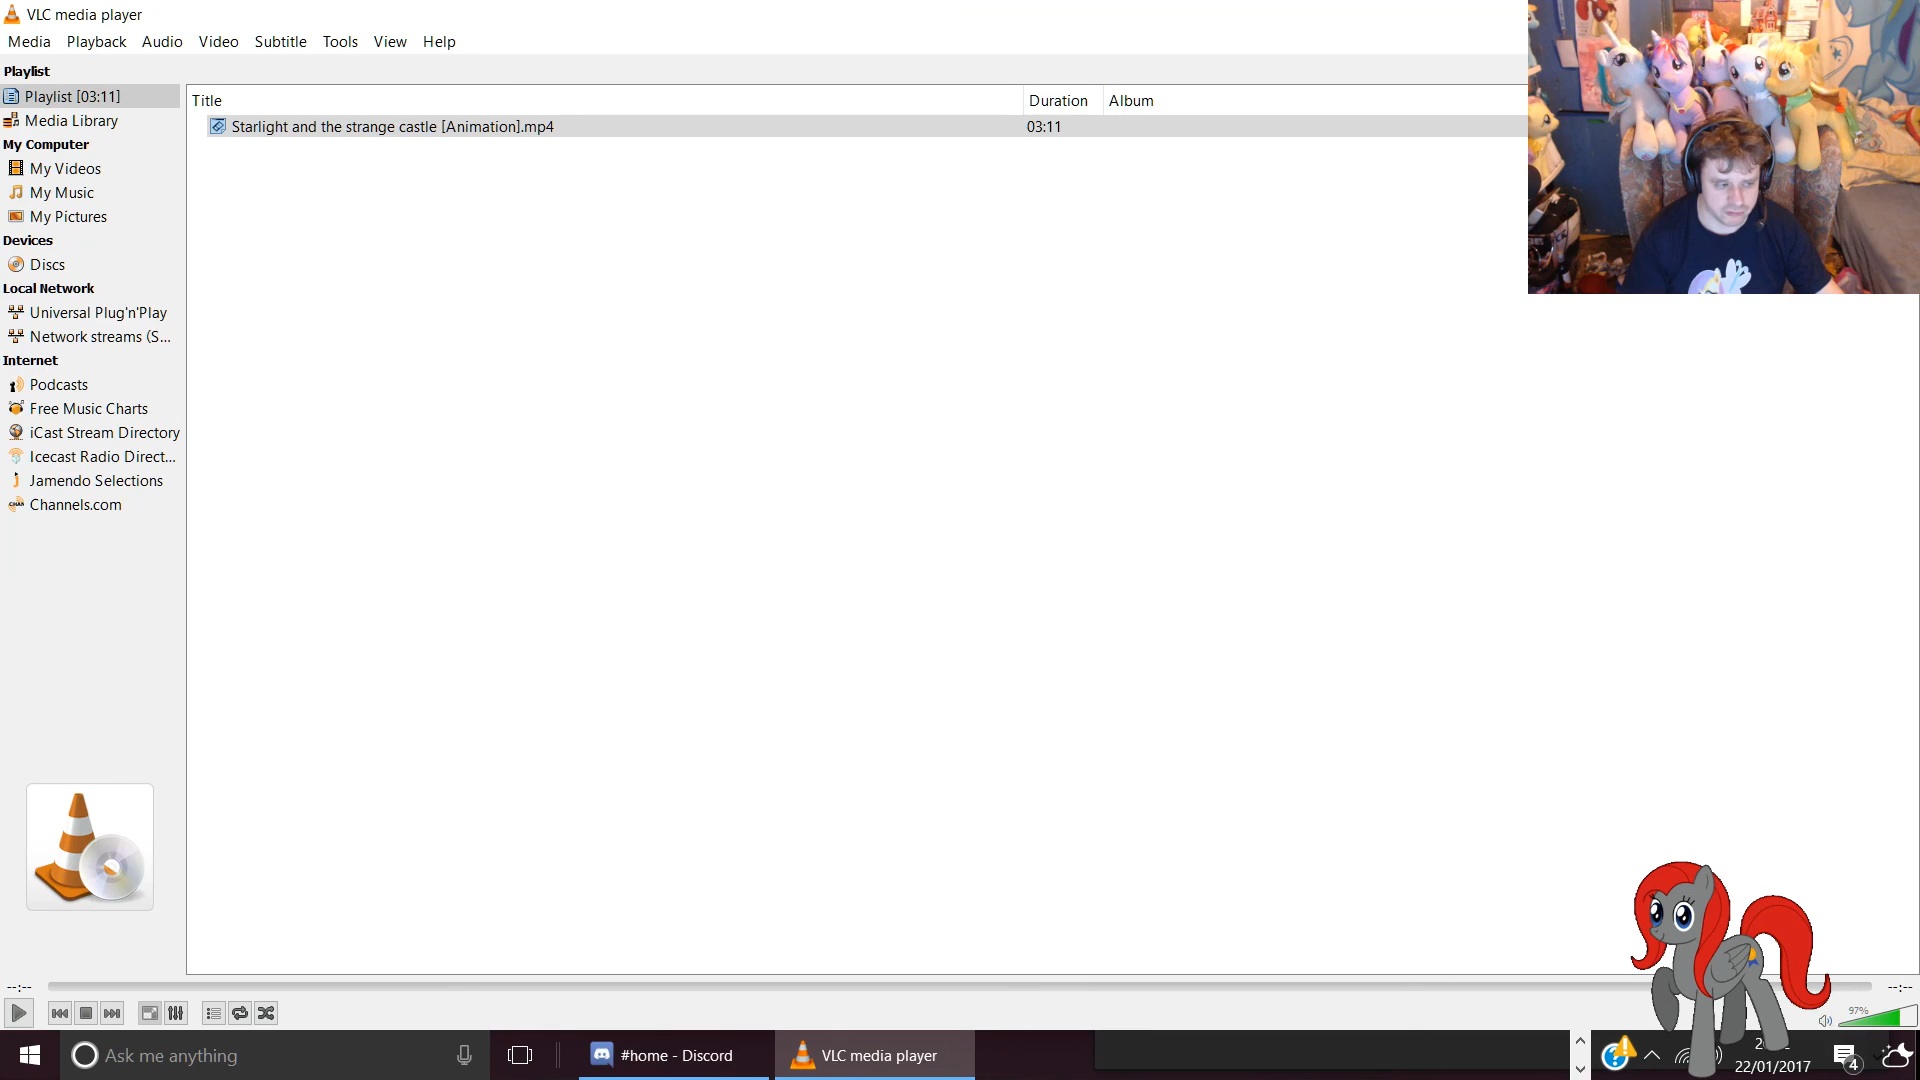 VLC media player
Media Playback Audio Video Subtitle Tools View Help
Playlist
Playlist [03:11]
Media Library
My Computer
My Videos
My Music
My Pictures
Devices
Discs
Local Network
Universal Plug'n'Play
Network streams (S...
Internet
Podcasts
Free Music Charts
iCast Stream Directory
Icecast Radio Direct...
Jamendo Selections
Channels.com
Title Duration Album
Starlight and the strange castle [Animation].mp4 03:11
--:-- --:--
97%
Ask me anything
#home - Discord
VLC media player
22/01/2017
4